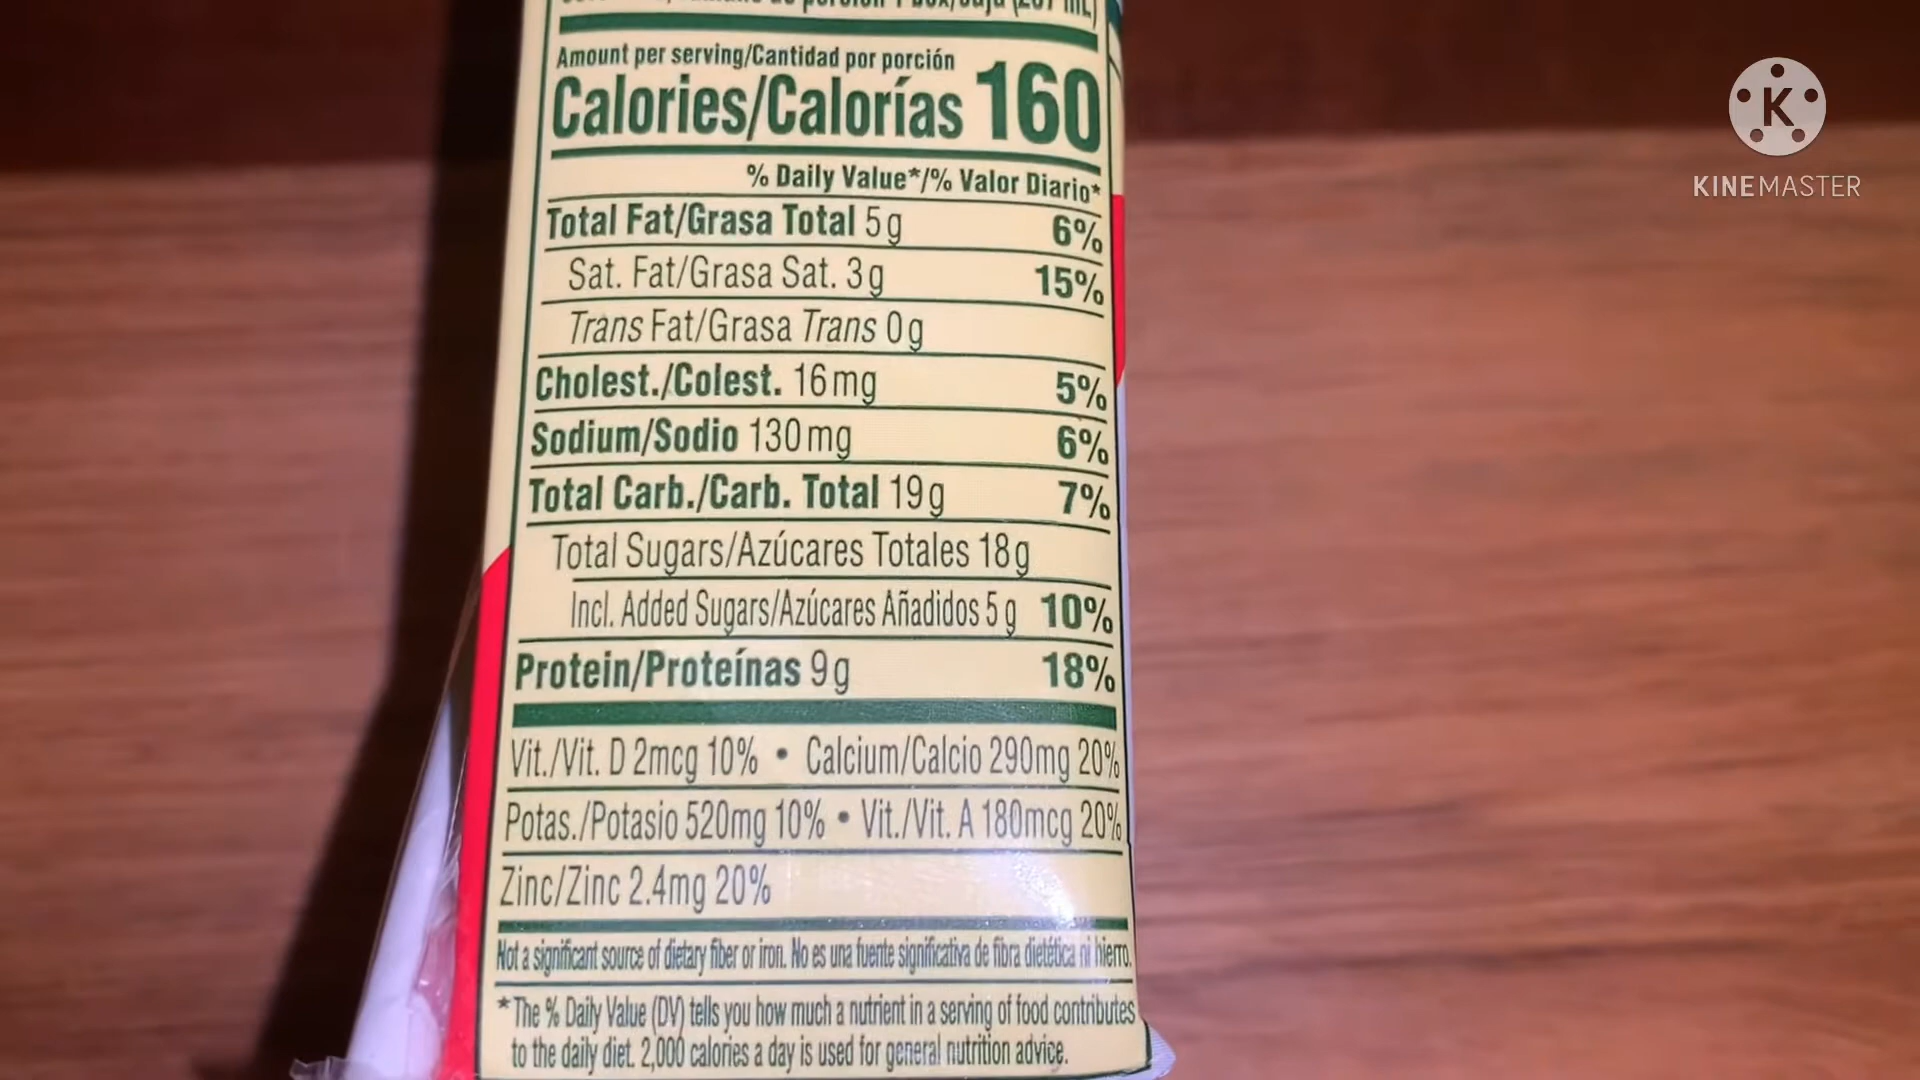 Amount per serving/Cantidad por porción
Calories/Calorías 160
% Daily Value*/% Valor Diario*
Total Fat/Grasa Total 5g 6%
Sat. Fat/Grasa Sat. 3g 15%
Trans Fat/Grasa Trans 0g
Cholest./Colest. 16mg 5%
Sodium/Sodio 130mg 6%
Total Carb./Carb. Total 19g 7%
Total Sugars/Azúcares Totales 18g
Incl. Added Sugars/Azúcares Añadidos 5g 10%
Protein/Proteínas 9g 18%
Vit./Vit. D 2mcg 10% • Calcium/Calcio 290mg 20%
Potas./Potasio 520mg 10% • Vit./Vit. A 180mcg 20%
Zinc/Zinc 2.4mg 20%
Not a significant source of dietary fiber or iron. No es una fuente significativa de fibra dietética ni hierro.
*The % Daily Value (DV) tells you how much a nutrient in a serving of food contributes
to the daily diet. 2,000 calories a day is used for general nutrition advice.
K
KINEMASTER